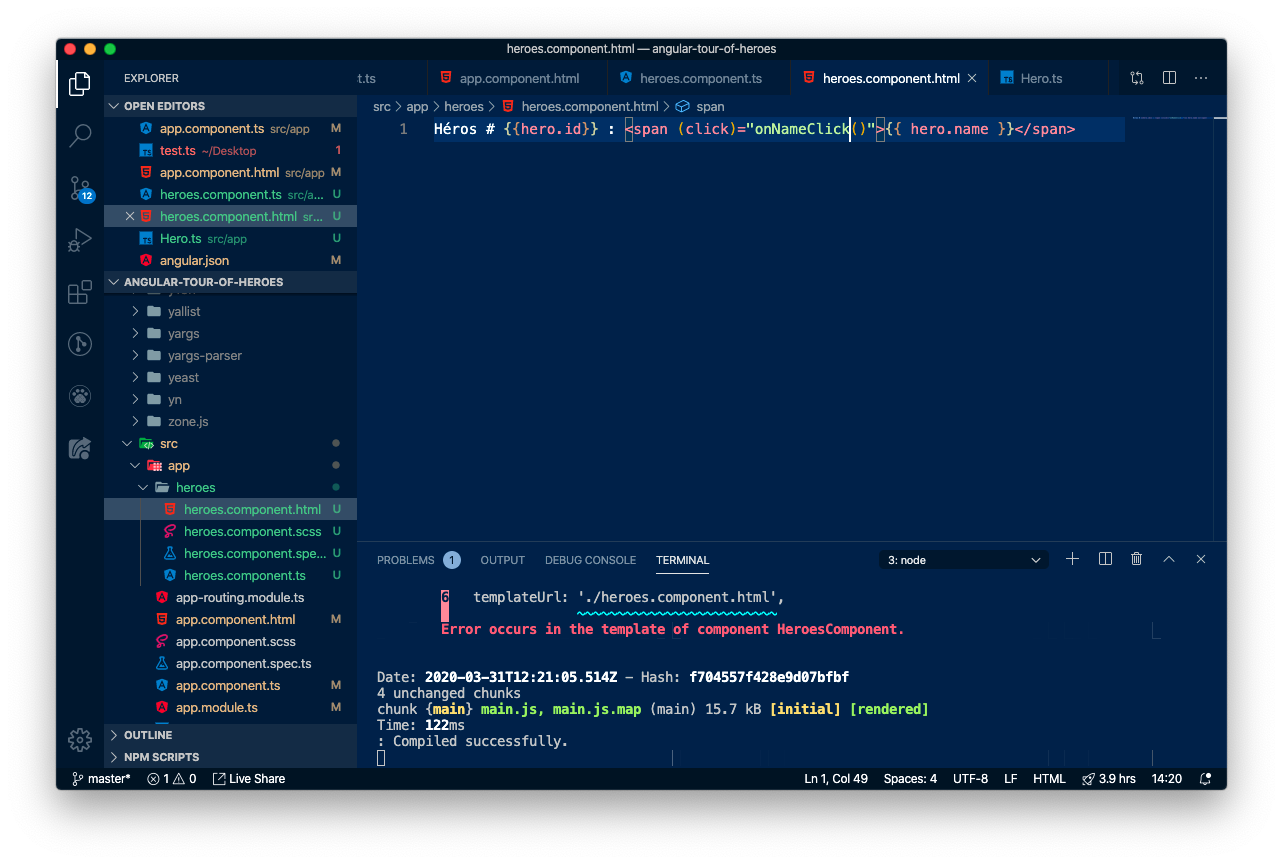 heroes.component.html — angular-tour-of-heroes
EXPLORER
t.ts
app.component.html
heroes.component.ts
heroes.component.html
Hero.ts
OPEN EDITORS
src > app > heroes > heroes.component.html > span
app.component.ts src/app M
1 Héros # {{hero.id}} : <span (click)="onNameClick()">{{ hero.name }}</span>
test.ts ~/Desktop 1
app.component.html src/app M
heroes.component.ts src/a... U
12
heroes.component.html sr... U
Hero.ts src/app U
angular.json M
ANGULAR-TOUR-OF-HEROES
yallist
yargs
yargs-parser
yeast
yn
zone.js
src
app
heroes
heroes.component.html U
heroes.component.scss U
heroes.component.spe... U
heroes.component.ts U
app-routing.module.ts
app.component.html M
app.component.scss
app.component.spec.ts
app.component.ts M
app.module.ts M
OUTLINE
NPM SCRIPTS
PROBLEMS 1 OUTPUT DEBUG CONSOLE TERMINAL 3: node
6 templateUrl: './heroes.component.html',
Error occurs in the template of component HeroesComponent.
Date: 2020-03-31T12:21:05.514Z - Hash: f704557f428e9d07bfbf
4 unchanged chunks
chunk {main} main.js, main.js.map (main) 15.7 kB [initial] [rendered]
Time: 122ms
: Compiled successfully.
master* 1 0 Live Share Ln 1, Col 49 Spaces: 4 UTF-8 LF HTML 3.9 hrs 14:20